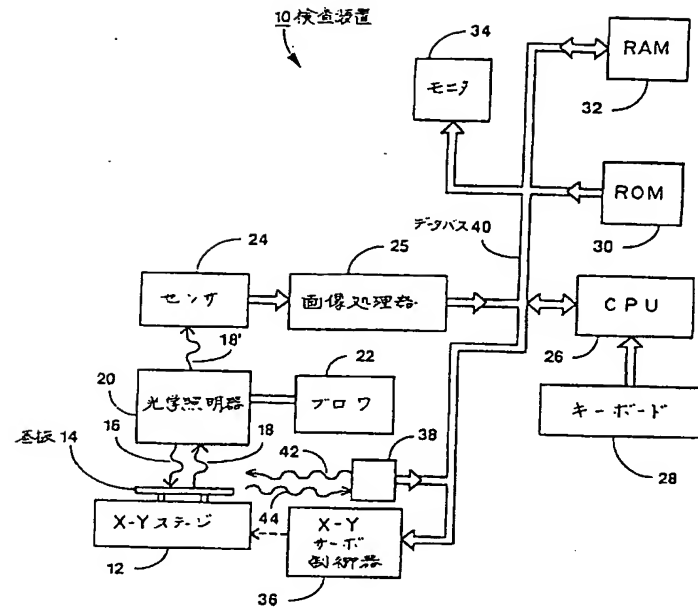 10 検査装置
34
モニタ
RAM
32
ROM
30
データバス 40
24
センサ
25
画像処理器
CPU
26
18'
20
光学照明器
22
ブロワ
キーボード
28
基板 14
16
18
42
38
44
X-Yステージ
12
X-Y
サーボ
制御器
36